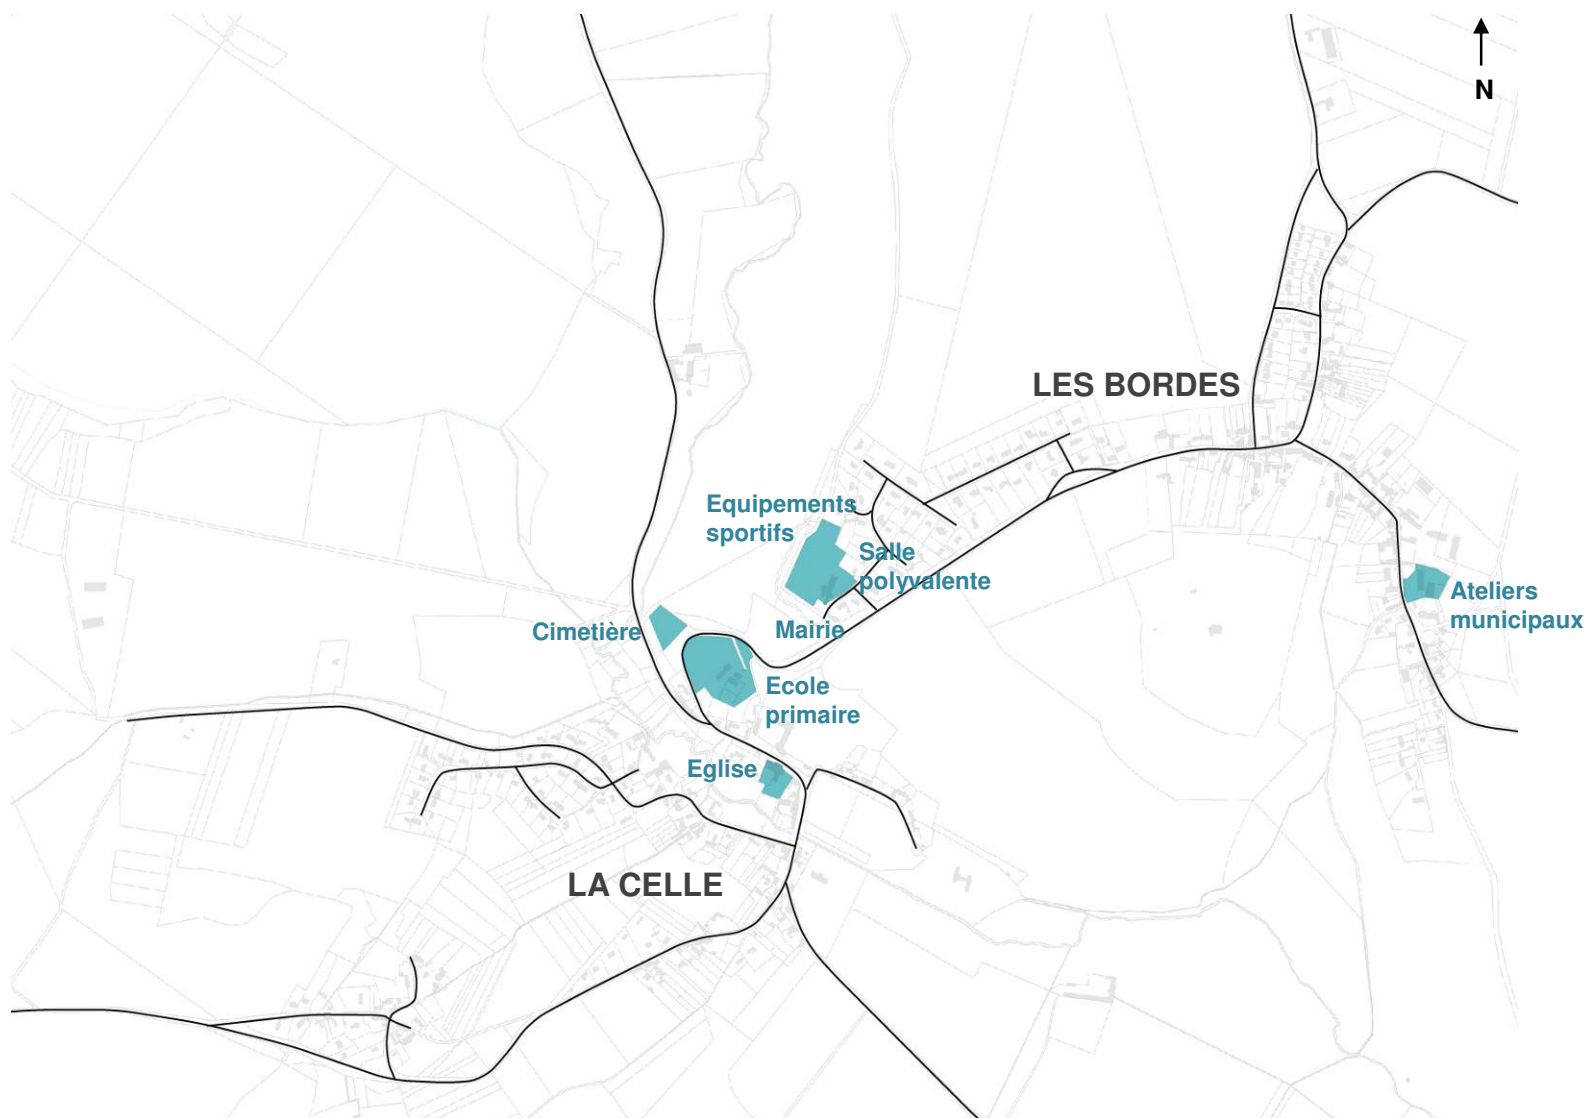 N
LES BORDES
Equipements
sportifs
Salle
polyvalente
Ateliers
municipaux
Cimetière
Mairie
Ecole
primaire
Eglise
LA CELLE